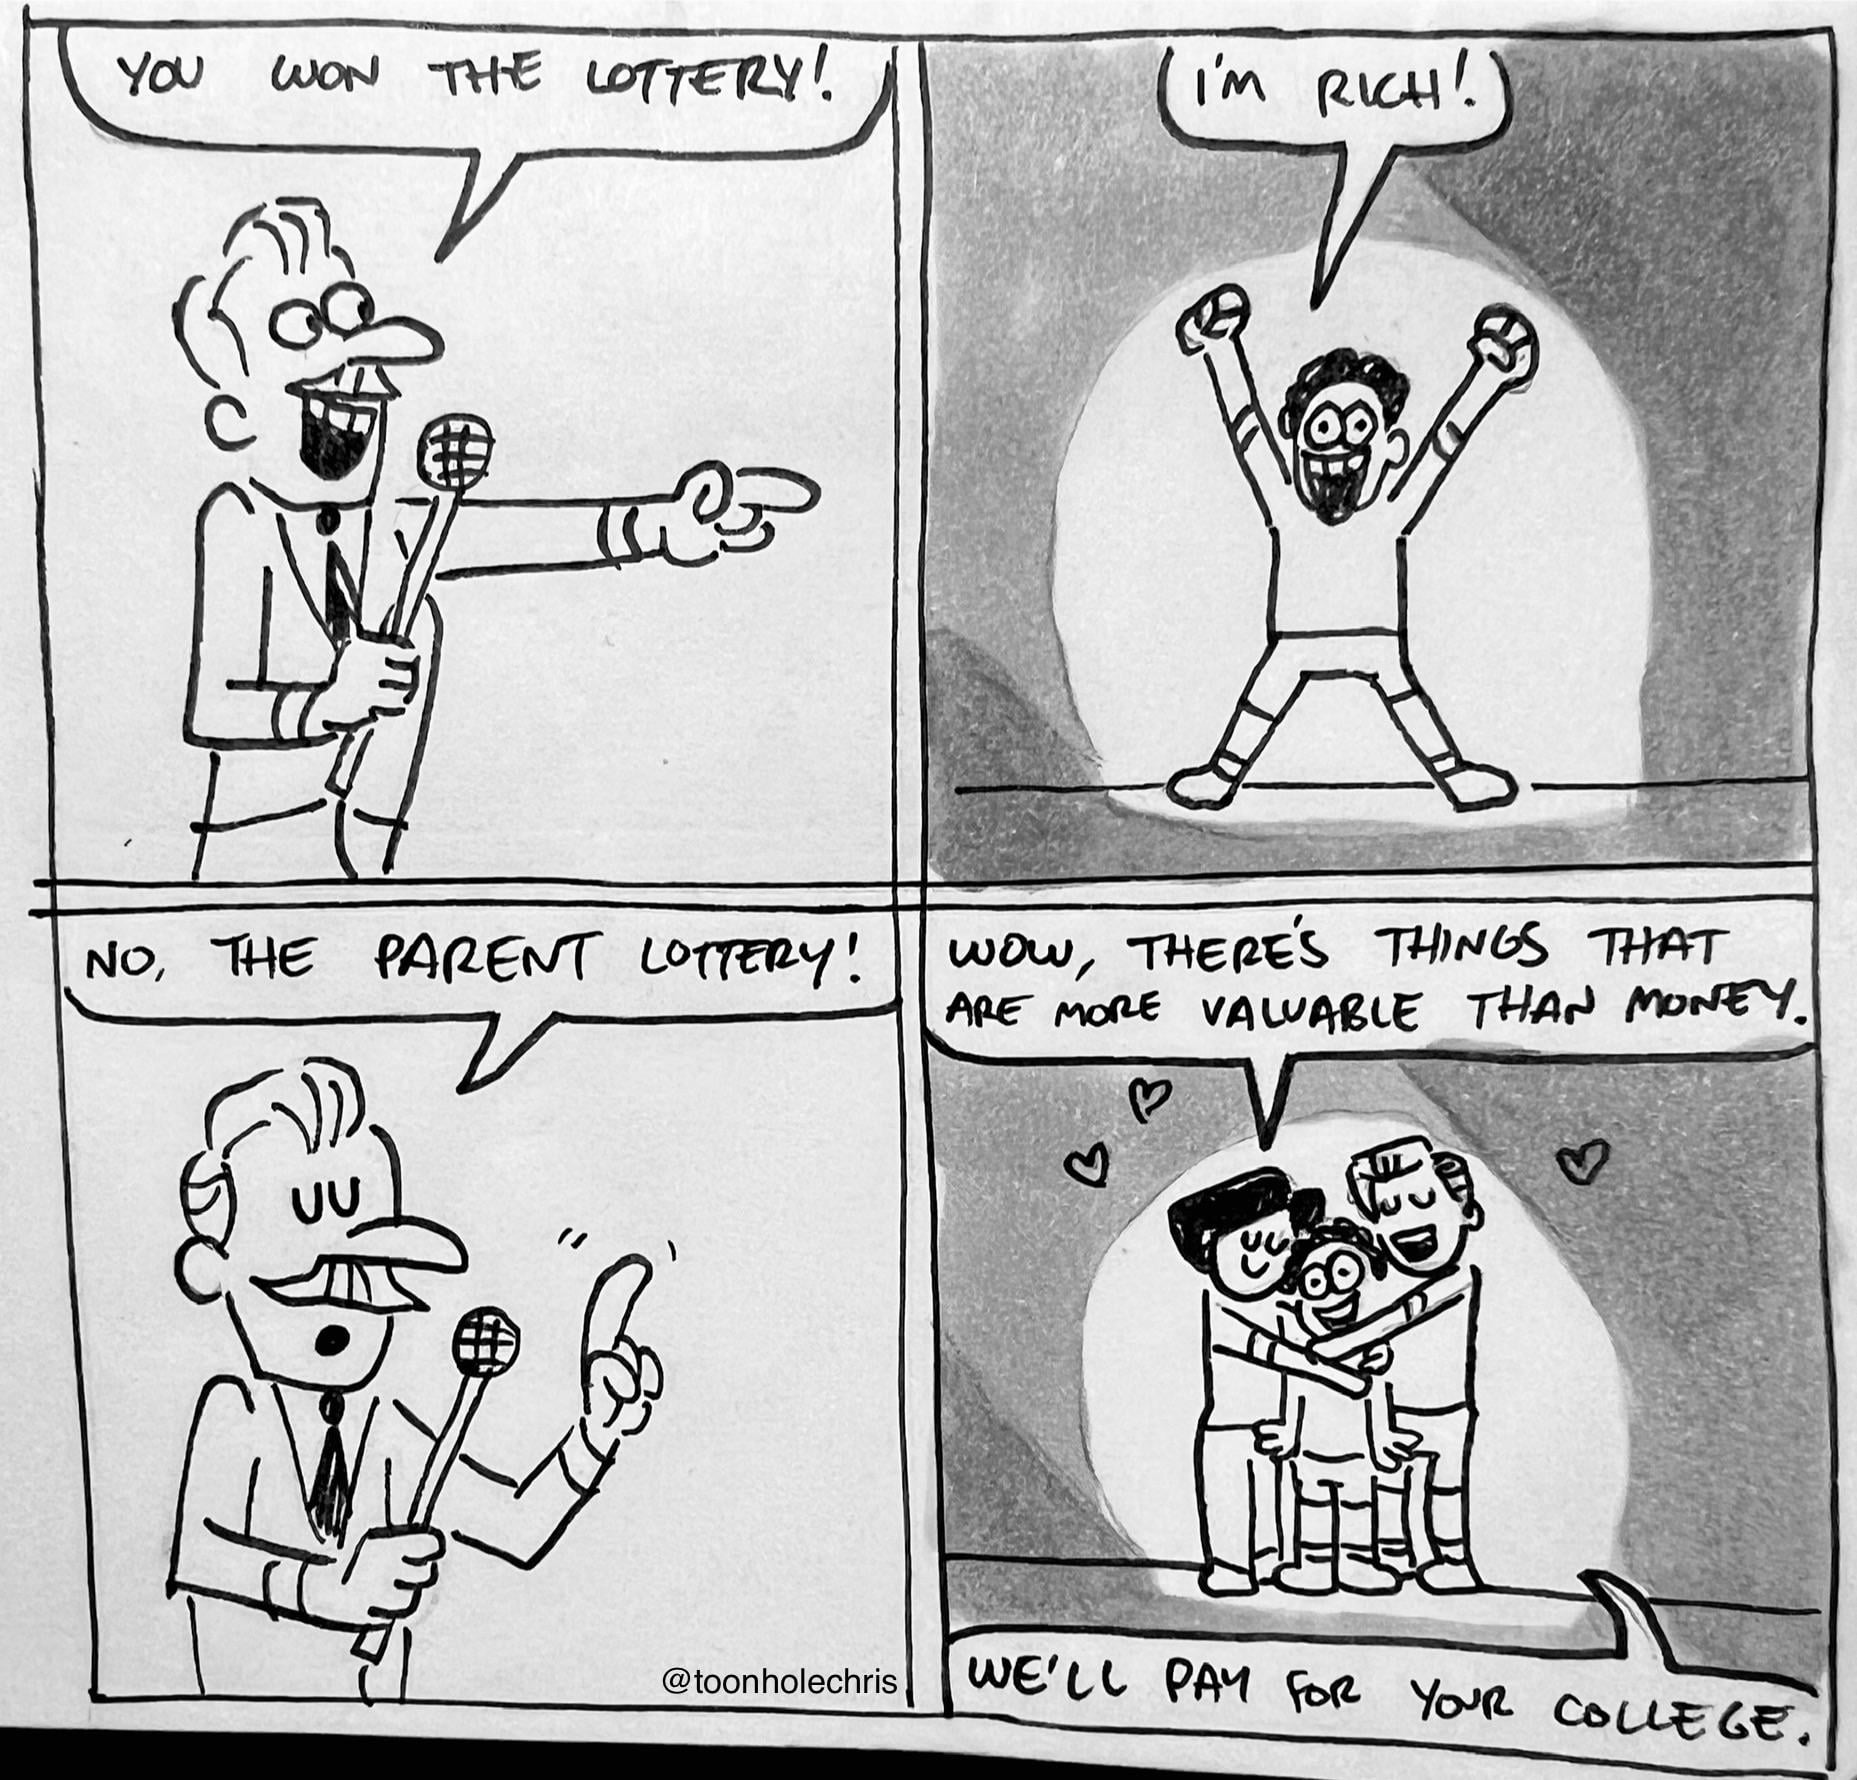 YOU WON THE LOTTERY!
I'M RICH!
NO, THE PARENT LOTTERY!
WOW, THERE'S THINGS THAT
ARE MORE VALUABLE THAN MONEY.
@toonholechris
WE'LL PAY FOR YOUR COLLEGE.